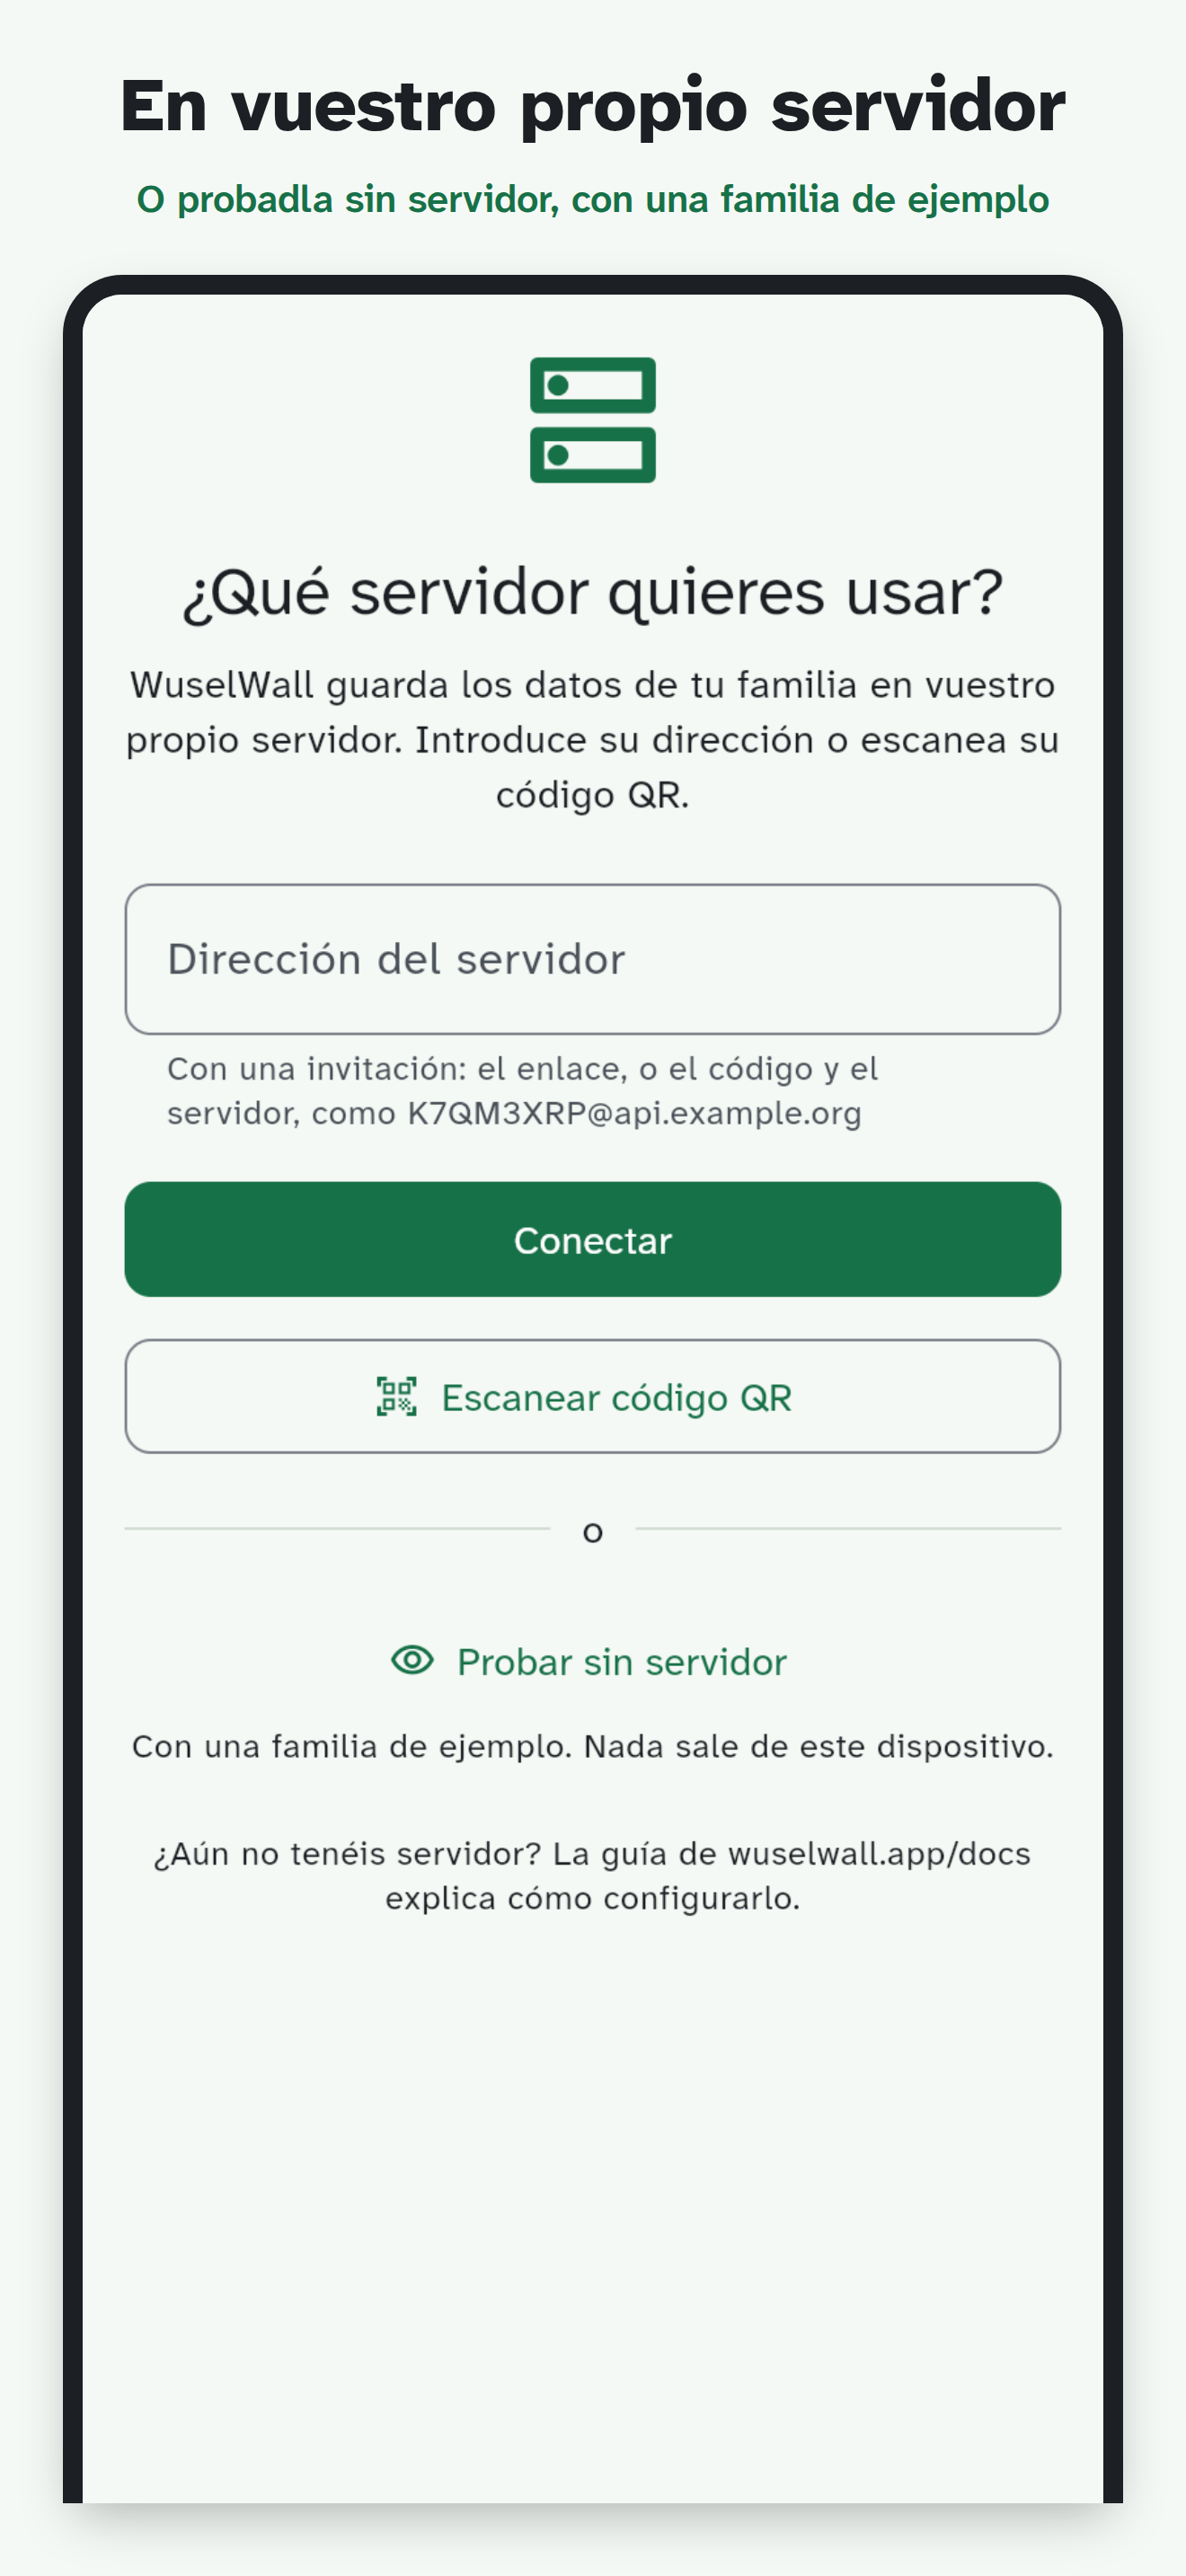 En vuestro propio servidor
O probadla sin servidor, con una familia de ejemplo
¿Qué servidor quieres usar?
WuselWall guarda los datos de tu familia en vuestro
propio servidor. Introduce su dirección o escanea su
código QR.
Dirección del servidor
Con una invitación: el enlace, o el código y el
servidor, como K7QM3XRP@api.example.org
Conectar
Escanear código QR
o
Probar sin servidor
Con una familia de ejemplo. Nada sale de este dispositivo.
¿Aún no tenéis servidor? La guía de wuselwall.app/docs
explica cómo configurarlo.